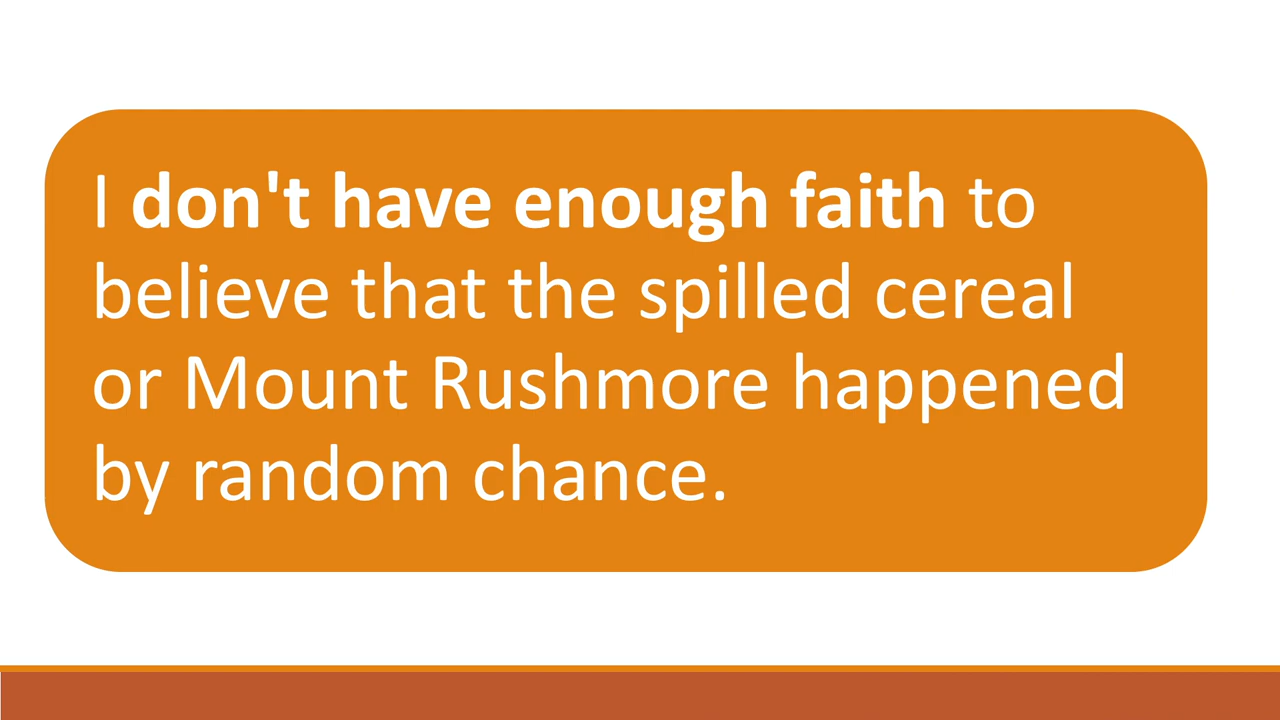 I don't have enough faith to
believe that the spilled cereal
or Mount Rushmore happened
by random chance.